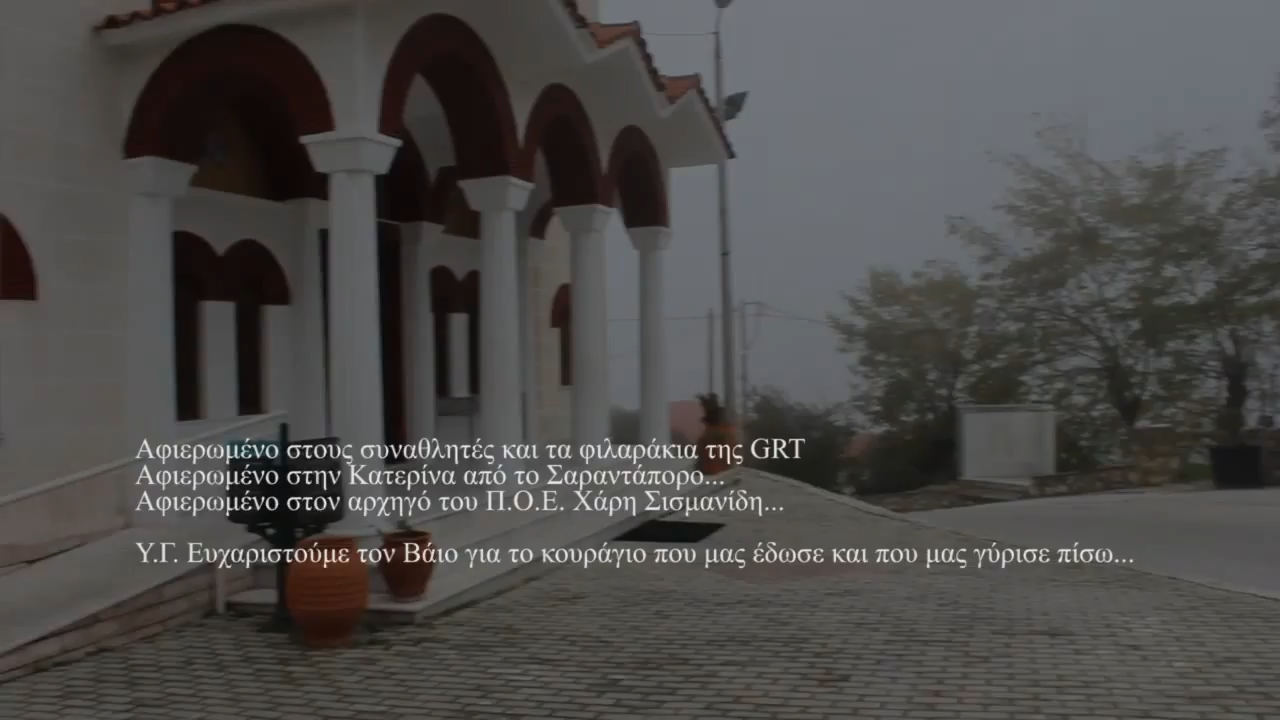 Αφιερωμένο στους συναθλητές και τα φιλαράκια της GRT
Αφιερωμένο στην Κατερίνα από το Σαραντάπορο...
Αφιερωμένο στον αρχηγό του Π.Ο.Ε. Χάρη Σισμανίδη...
Υ.Γ. Ευχαριστούμε τον Βάιο για το κουράγιο που μας έδωσε και που μας γύρισε πίσω...